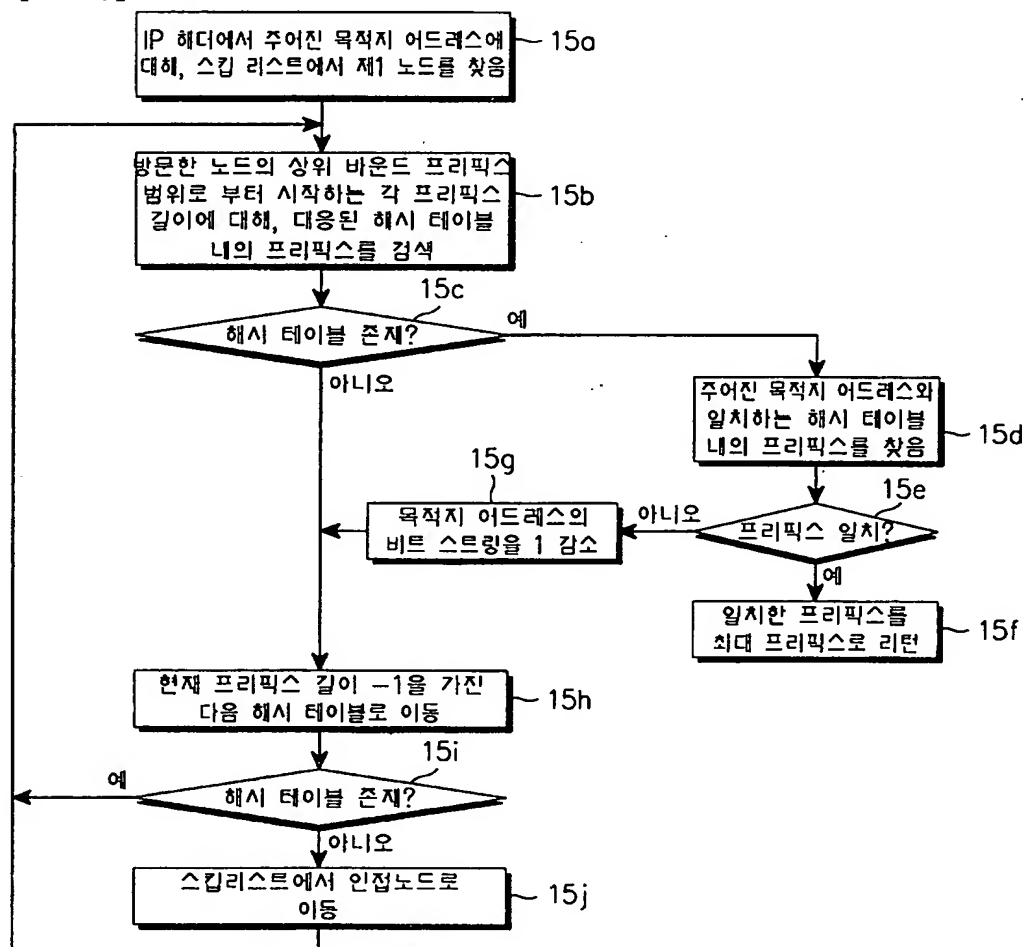 IP 헤더에서 주어진 목적지 어드레스에
대해, 스킵 리스트에서 제1 노드를 찾음
15a
방문한 노드의 상위 바운드 프리픽스
범위로 부터 시작하는 각 프리픽스
길이에 대해, 대응된 해시 테이블
내의 프리픽스를 검색
15b
15c
해시 테이블 존재?
예
아니오
주어진 목적지 어드레스와
일치하는 해시 테이블
내의 프리픽스를 찾음
15d
15g
15e
목적지 어드레스의
비트 스트링을 1 감소
아니오
프리픽스 일치?
예
일치한 프리픽스를
최대 프리픽스로 리턴
15f
현재 프리픽스 길이 -1을 가진
다음 해시 테이블로 이동
15h
15i
예
해시 테이블 존재?
아니오
스킵리스트에서 인접노드로
이동
15j